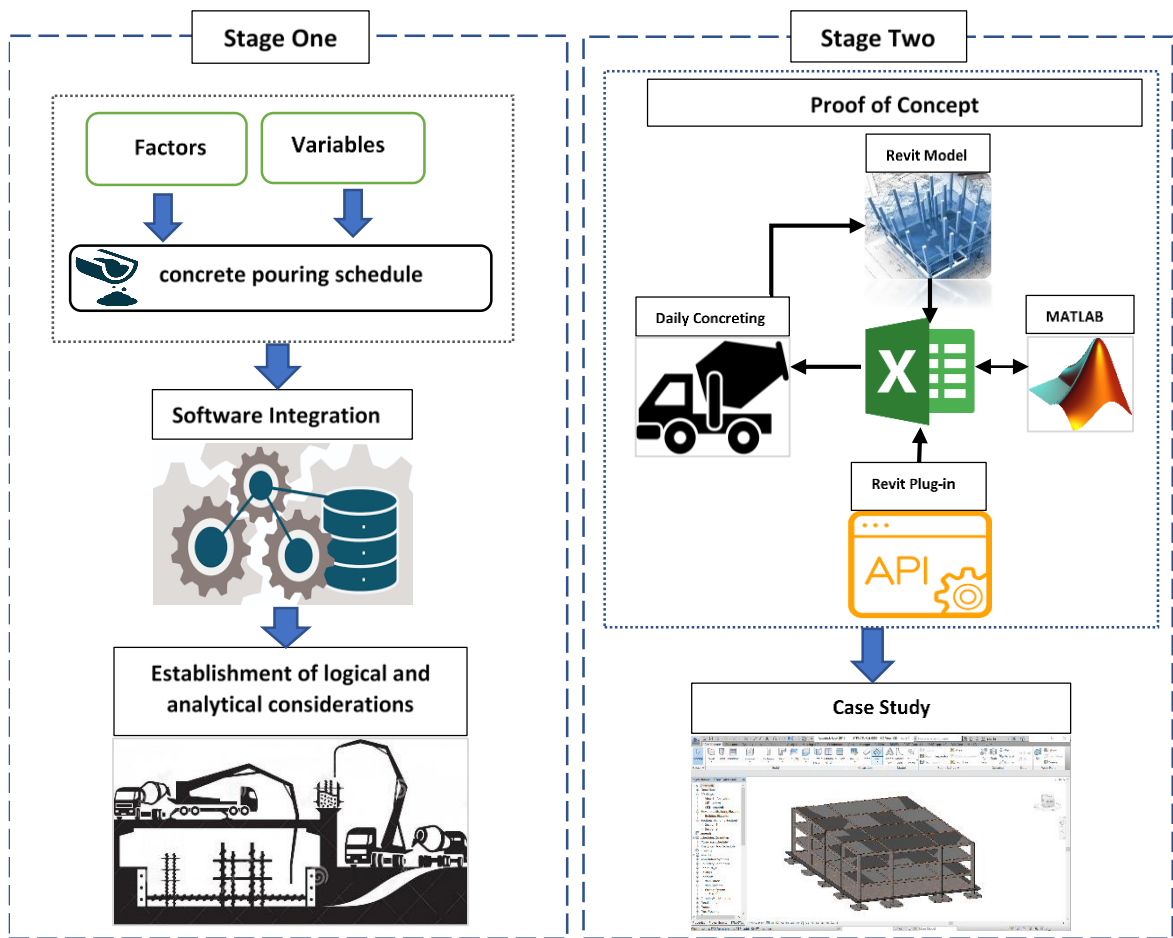 Stage One
Factors
Variables
concrete pouring schedule
Software Integration
Establishment of logical and
analytical considerations
Stage Two
Proof of Concept
Revit Model
Daily Concreting
X
MATLAB
Revit Plug-in
API
Case Study